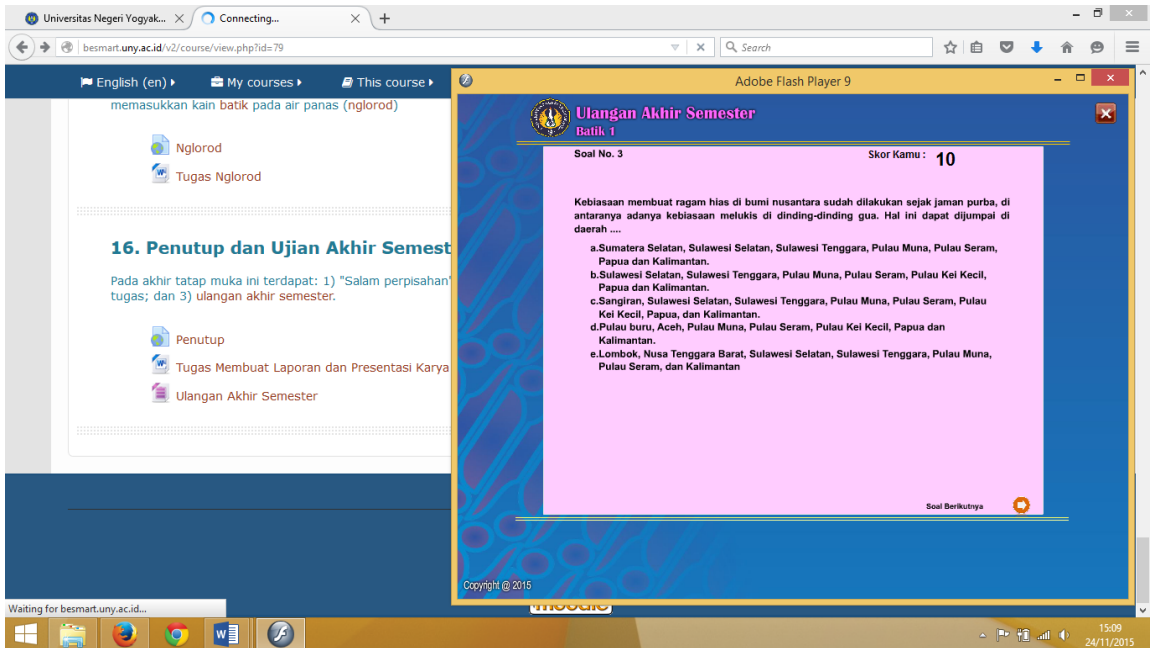 Universitas Negeri Yogyak...
Connecting...
besmart.uny.ac.id/v2/course/view.php?id=79
Search
English (en)
My courses
This course
memasukkan kain batik pada air panas (nglorod)
Nglorod
Tugas Nglorod
16. Penutup dan Ujian Akhir Semest
Pada akhir tatap muka ini terdapat: 1) "Salam perpisahan"
tugas; dan 3) ulangan akhir semester.
Penutup
Tugas Membuat Laporan dan Presentasi Karya
Ulangan Akhir Semester
Adobe Flash Player 9
Ulangan Akhir Semester
Batik 1
Soal No. 3
Skor Kamu :
10
Kebiasaan membuat ragam hias di bumi nusantara sudah dilakukan sejak jaman purba, di
antaranya adanya kebiasaan melukis di dinding-dinding gua. Hal ini dapat dijumpai di
daerah ....
a.Sumatera Selatan, Sulawesi Selatan, Sulawesi Tenggara, Pulau Muna, Pulau Seram,
Papua dan Kalimantan.
b.Sulawesi Selatan, Sulawesi Tenggara, Pulau Muna, Pulau Seram, Pulau Kei Kecil,
Papua dan Kalimantan.
c.Sangiran, Sulawesi Selatan, Sulawesi Tenggara, Pulau Muna, Pulau Seram, Pulau
Kei Kecil, Papua, dan Kalimantan.
d.Pulau buru, Aceh, Pulau Muna, Pulau Seram, Pulau Kei Kecil, Papua dan
Kalimantan.
e.Lombok, Nusa Tenggara Barat, Sulawesi Selatan, Sulawesi Tenggara, Pulau Muna,
Pulau Seram, dan Kalimantan
Soal Berikutnya
Copyright @ 2015
moodle
Waiting for besmart.uny.ac.id...
15:09
24/11/2015